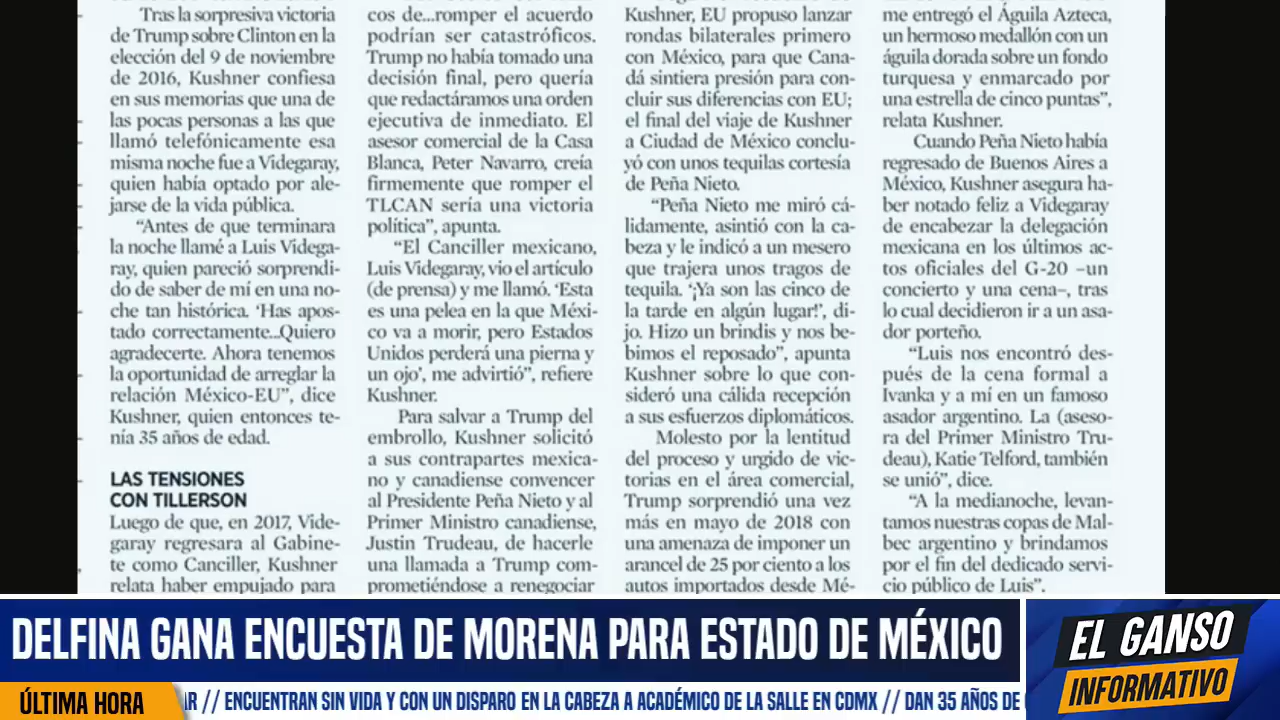 Tras la sorpresiva victoria
de Trump sobre Clinton en la
elección del 9 de noviembre
de 2016, Kushner confiesa
en sus memorias que una de
las pocas personas a las que
llamó telefónicamente esa
misma noche fue a Videgaray,
quien había optado por ale-
jarse de la vida pública.
“Antes de que terminara
la noche llamé a Luis Videga-
ray, quien pareció sorprendi-
do de saber de mí en una no-
che tan histórica. ‘Has apos-
tado correctamente...Quiero
agradecerte. Ahora tenemos
la oportunidad de arreglar la
relación México-EU”, dice
Kushner, quien entonces te-
nía 35 años de edad.
LAS TENSIONES
CON TILLERSON
Luego de que, en 2017, Vide-
garay regresara al Gabine-
te como Canciller, Kushner
relata haber empujado para
cos de...romper el acuerdo
podrían ser catastróficos.
Trump no había tomado una
decisión final, pero quería
que redactáramos una orden
ejecutiva de inmediato. El
asesor comercial de la Casa
Blanca, Peter Navarro, creía
firmemente que romper el
TLCAN sería una victoria
política”, apunta.
“El Canciller mexicano,
Luis Videgaray, vio el artículo
(de prensa) y me llamó. ‘Esta
es una pelea en la que Méxi-
co va a morir, pero Estados
Unidos perderá una pierna y
un ojo’, me advirtió”, refiere
Kushner.
Para salvar a Trump del
embrollo, Kushner solicitó
a sus contrapartes mexica-
no y canadiense convencer
al Presidente Peña Nieto y al
Primer Ministro canadiense,
Justin Trudeau, de hacerle
una llamada a Trump com-
prometiéndose a renegociar
Kushner, EU propuso lanzar
rondas bilaterales primero
con México, para que Cana-
dá sintiera presión para con-
cluir sus diferencias con EU;
el final del viaje de Kushner
a Ciudad de México conclu-
yó con unos tequilas cortesía
de Peña Nieto.
“Peña Nieto me miró cá-
lidamente, asintió con la ca-
beza y le indicó a un mesero
que trajera unos tragos de
tequila. ‘¡Ya son las cinco de
la tarde en algún lugar!’, di-
jo. Hizo un brindis y nos be-
bimos el reposado”, apunta
Kushner sobre lo que con-
sideró una cálida recepción
a sus esfuerzos diplomáticos.
Molesto por la lentitud
del proceso y urgido de vic-
torias en el área comercial,
Trump sorprendió una vez
más en mayo de 2018 con
una amenaza de imponer un
arancel de 25 por ciento a los
autos importados desde Mé-
me entregó el Águila Azteca,
un hermoso medallón con un
águila dorada sobre un fondo
turquesa y enmarcado por
una estrella de cinco puntas”,
relata Kushner.
Cuando Peña Nieto había
regresado de Buenos Aires a
México, Kushner asegura ha-
ber notado feliz a Videgaray
de encabezar la delegación
mexicana en los últimos ac-
tos oficiales del G-20 –un
concierto y una cena–, tras
lo cual decidieron ir a un asa-
dor porteño.
“Luis nos encontró des-
pués de la cena formal a
Ivanka y a mí en un famoso
asador argentino. La (aseso-
ra del Primer Ministro Tru-
deau), Katie Telford, también
se unió”, dice.
“A la medianoche, levan-
tamos nuestras copas de Mal-
bec argentino y brindamos
por el fin del dedicado servi-
cio público de Luis”.
DELFINA GANA ENCUESTA DE MORENA PARA ESTADO DE MÉXICO
EL GANSO
INFORMATIVO
ÚLTIMA HORA
AR // ENCUENTRAN SIN VIDA Y CON UN DISPARO EN LA CABEZA A ACADÉMICO DE LA SALLE EN CDMX // DAN 35 AÑOS DE